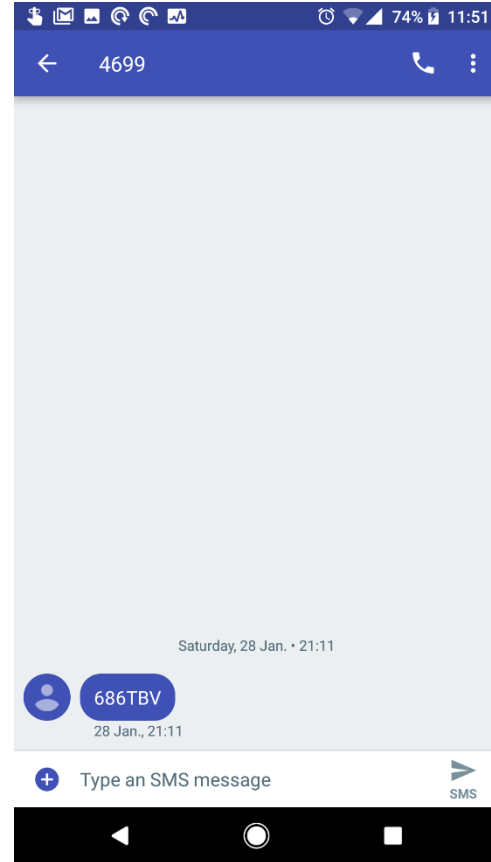 74% 11:51
4699
Saturday, 28 Jan. • 21:11
686TBV
28 Jan., 21:11
Type an SMS message
SMS